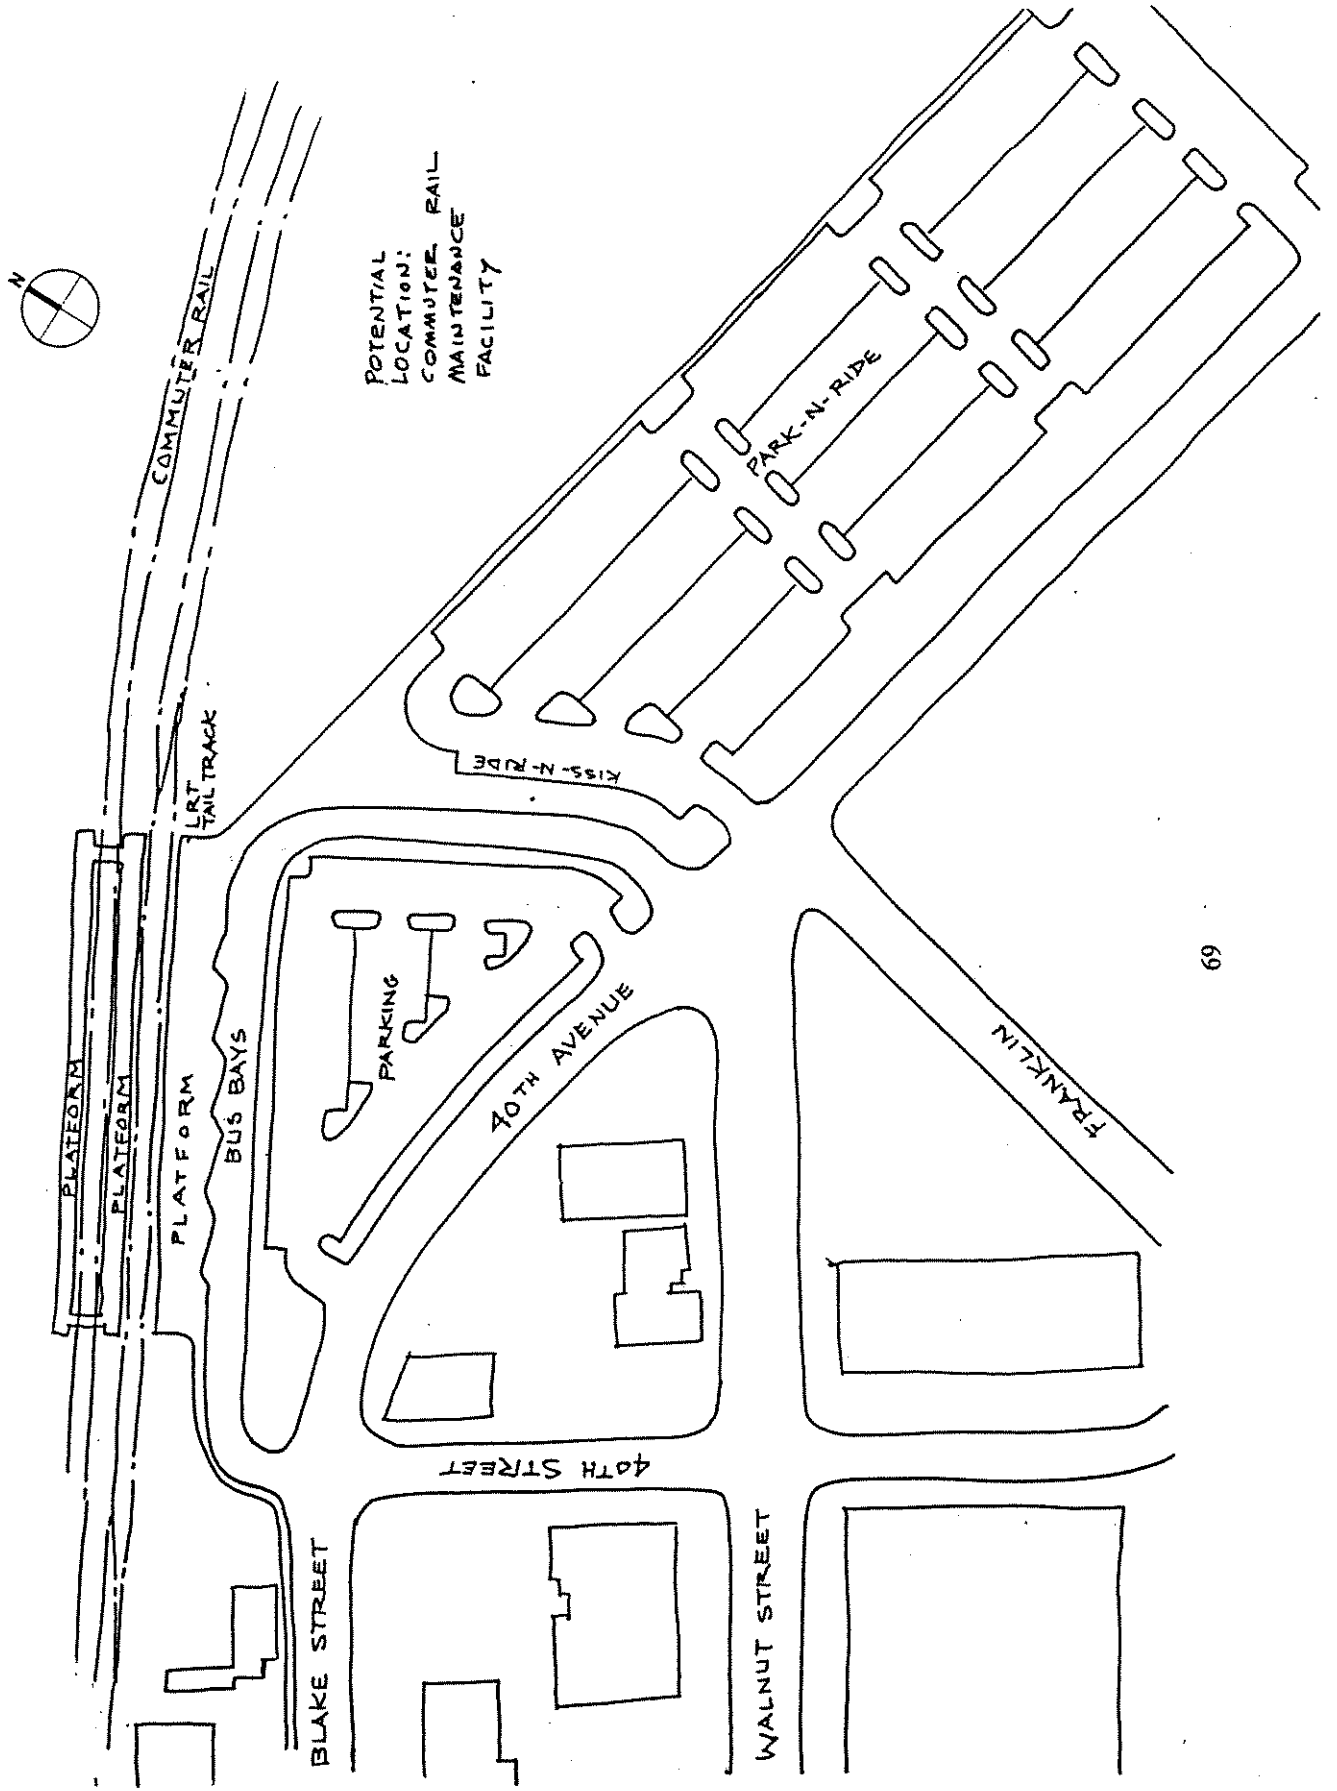 N
COMMUTER RAIL
POTENTIAL
LOCATION:
COMMUTER RAIL
MAINTENANCE
FACILITY
LRT
TAIL TRACK
KISS-N-RIDE
PARK-N-RIDE
PLATFORM
PLATFORM
PLATFORM
BUS BAYS
PARKING
40TH AVENUE
FRANKLIN
40TH STREET
BLAKE STREET
WALNUT STREET
69